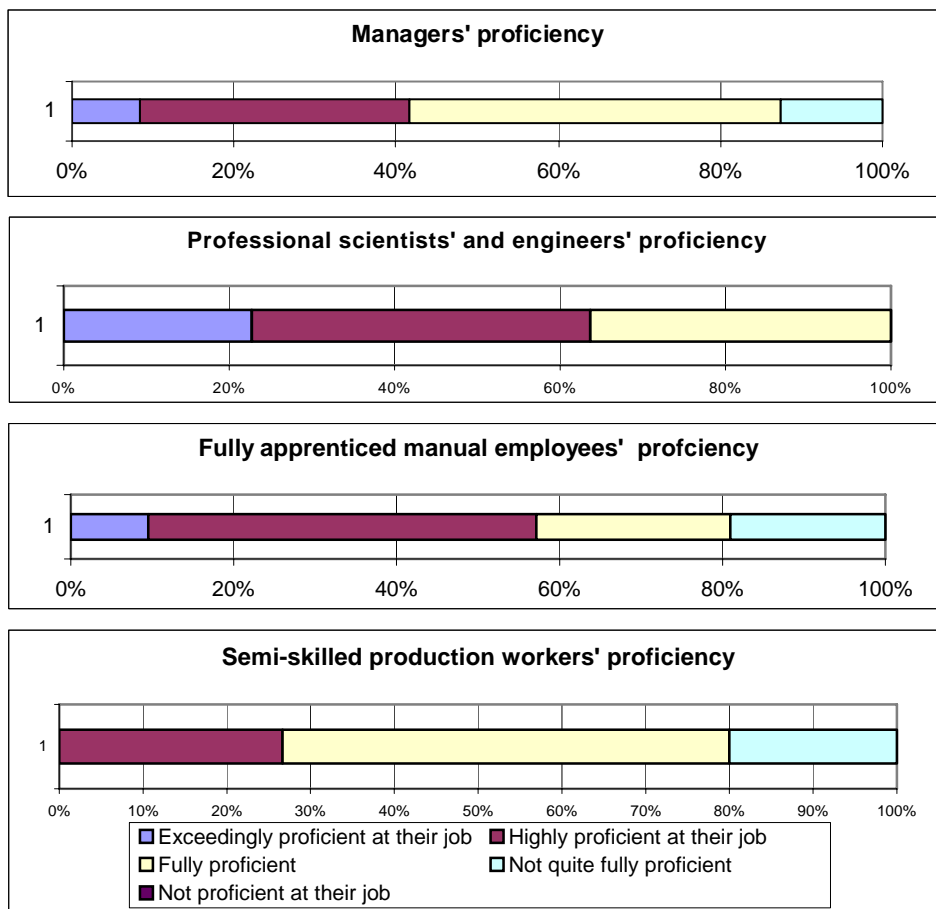 Managers' proficiency
1
0% 20% 40% 60% 80% 100%
Professional scientists' and engineers' proficiency
1
0% 20% 40% 60% 80% 100%
Fully apprenticed manual employees' profciency
1
0% 20% 40% 60% 80% 100%
Semi-skilled production workers' proficiency
1
0% 10% 20% 30% 40% 50% 60% 70% 80% 90% 100%
Exceedingly proficient at their job Highly proficient at their job
Fully proficient Not quite fully proficient
Not proficient at their job